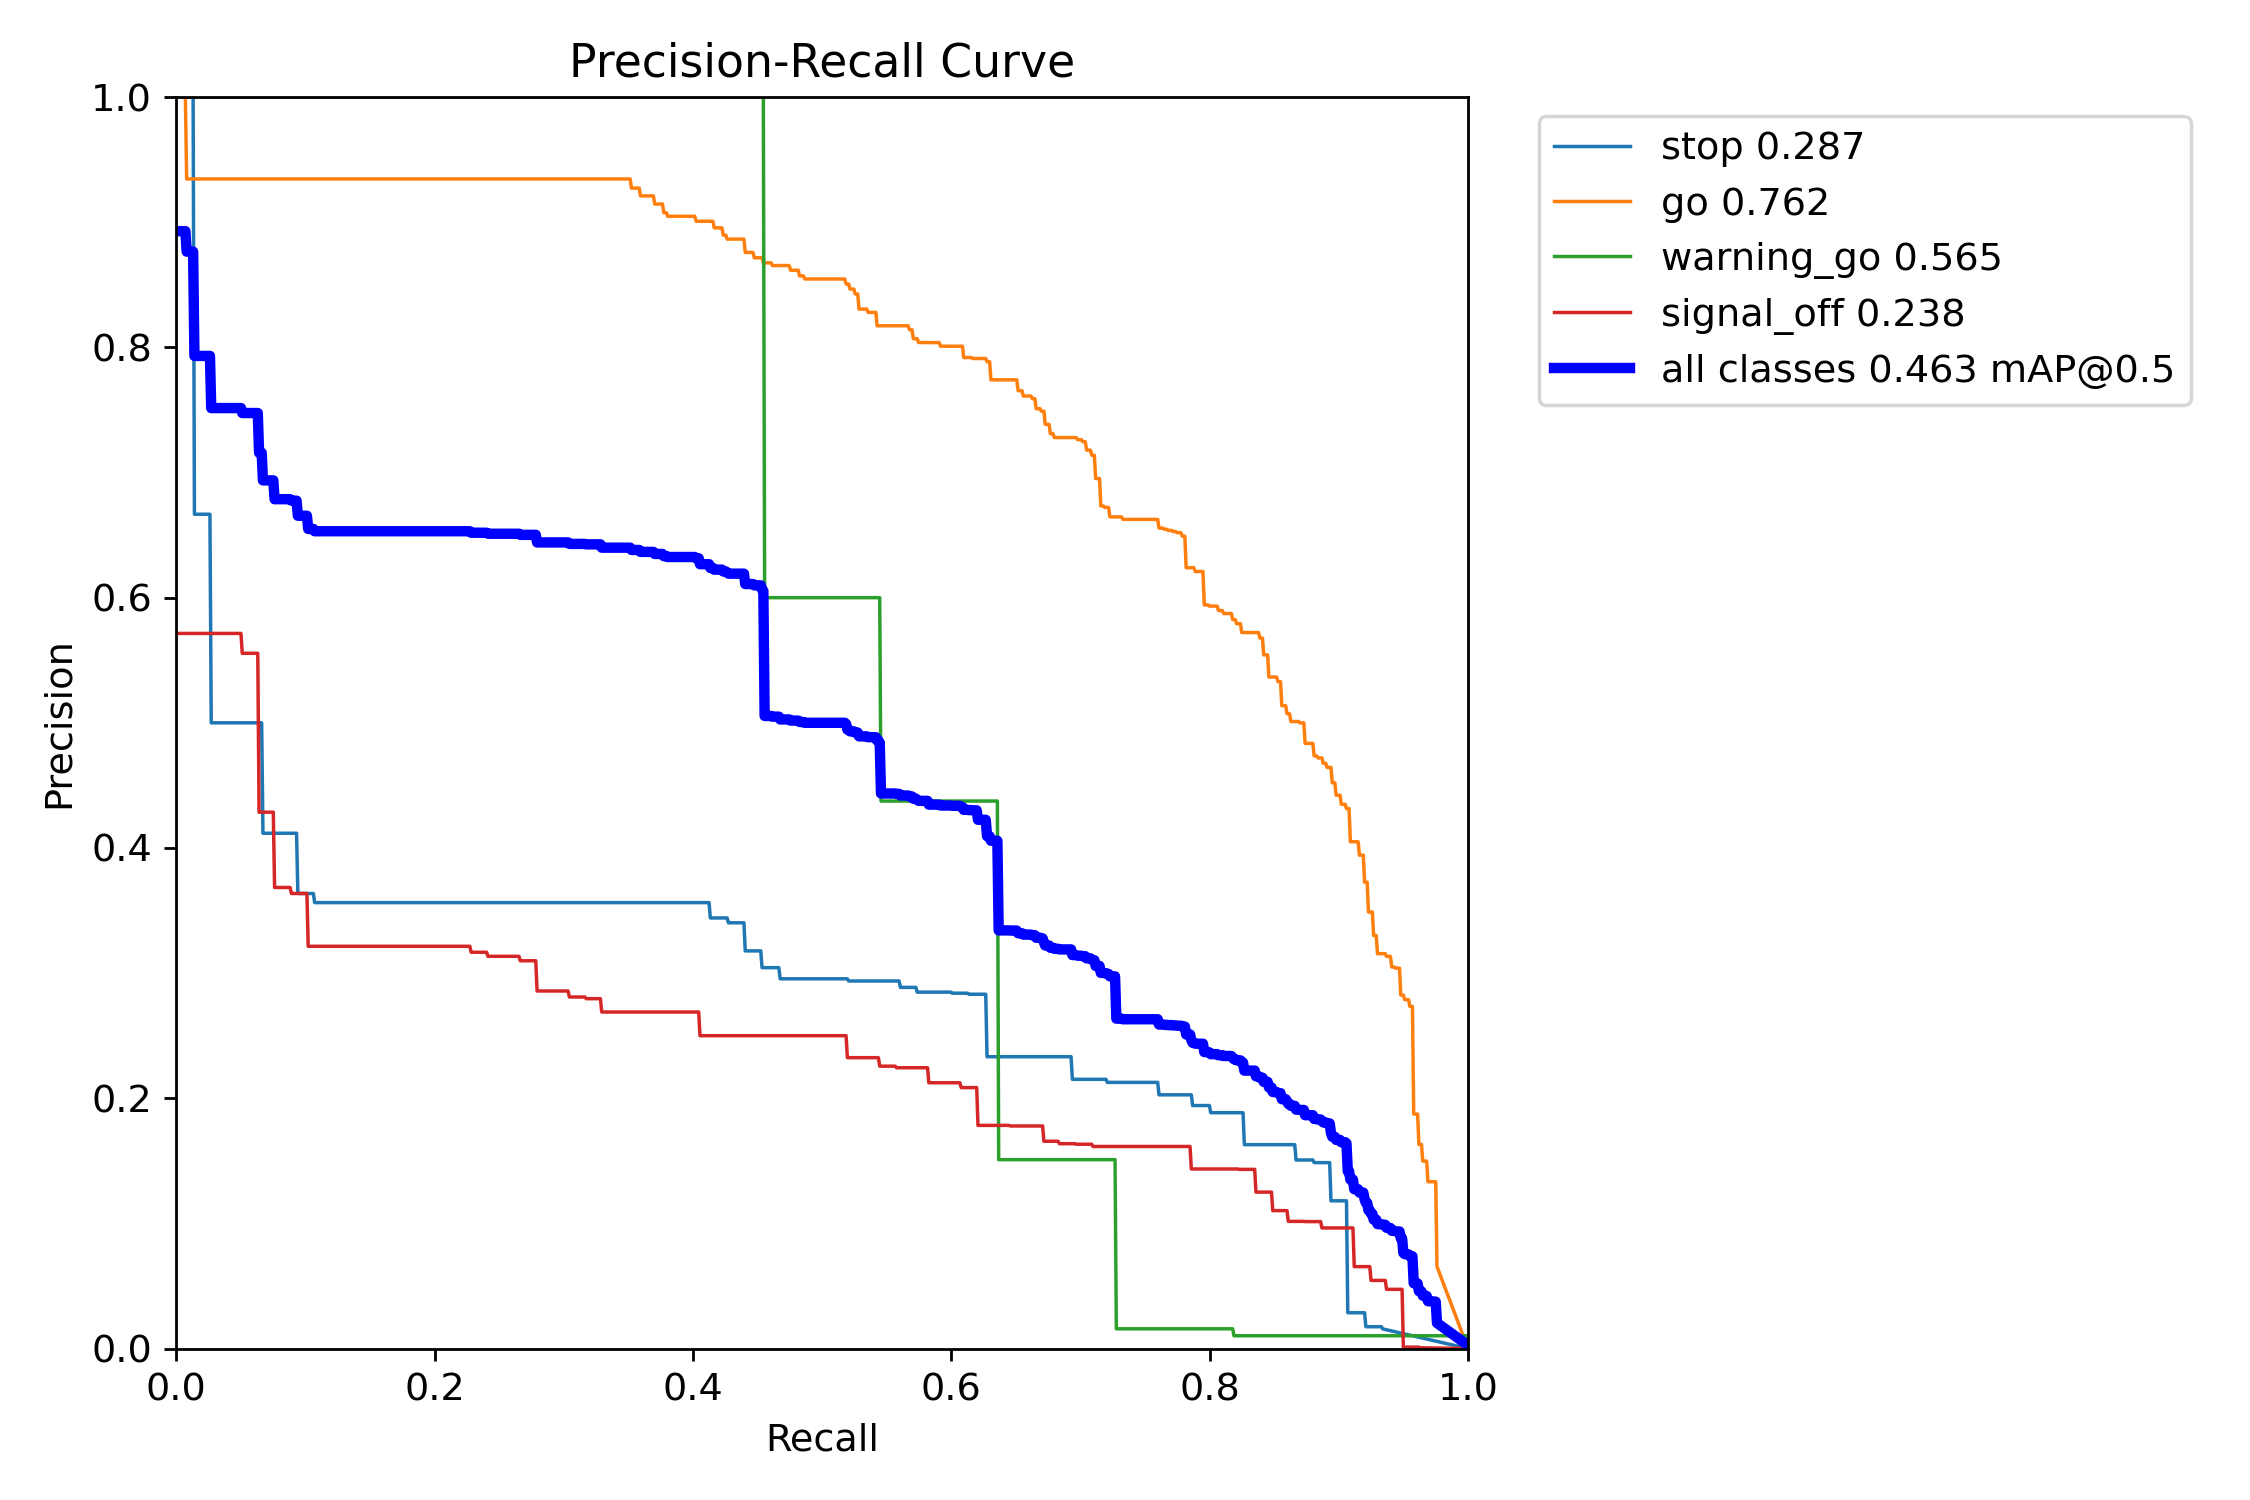 Precision-Recall Curve
1.0
0.8
0.6
0.4
0.2
0.0
Precision
0.0 0.2 0.4 0.6 0.8 1.0
Recall
stop 0.287
go 0.762
warning_go 0.565
signal_off 0.238
all classes 0.463 mAP@0.5